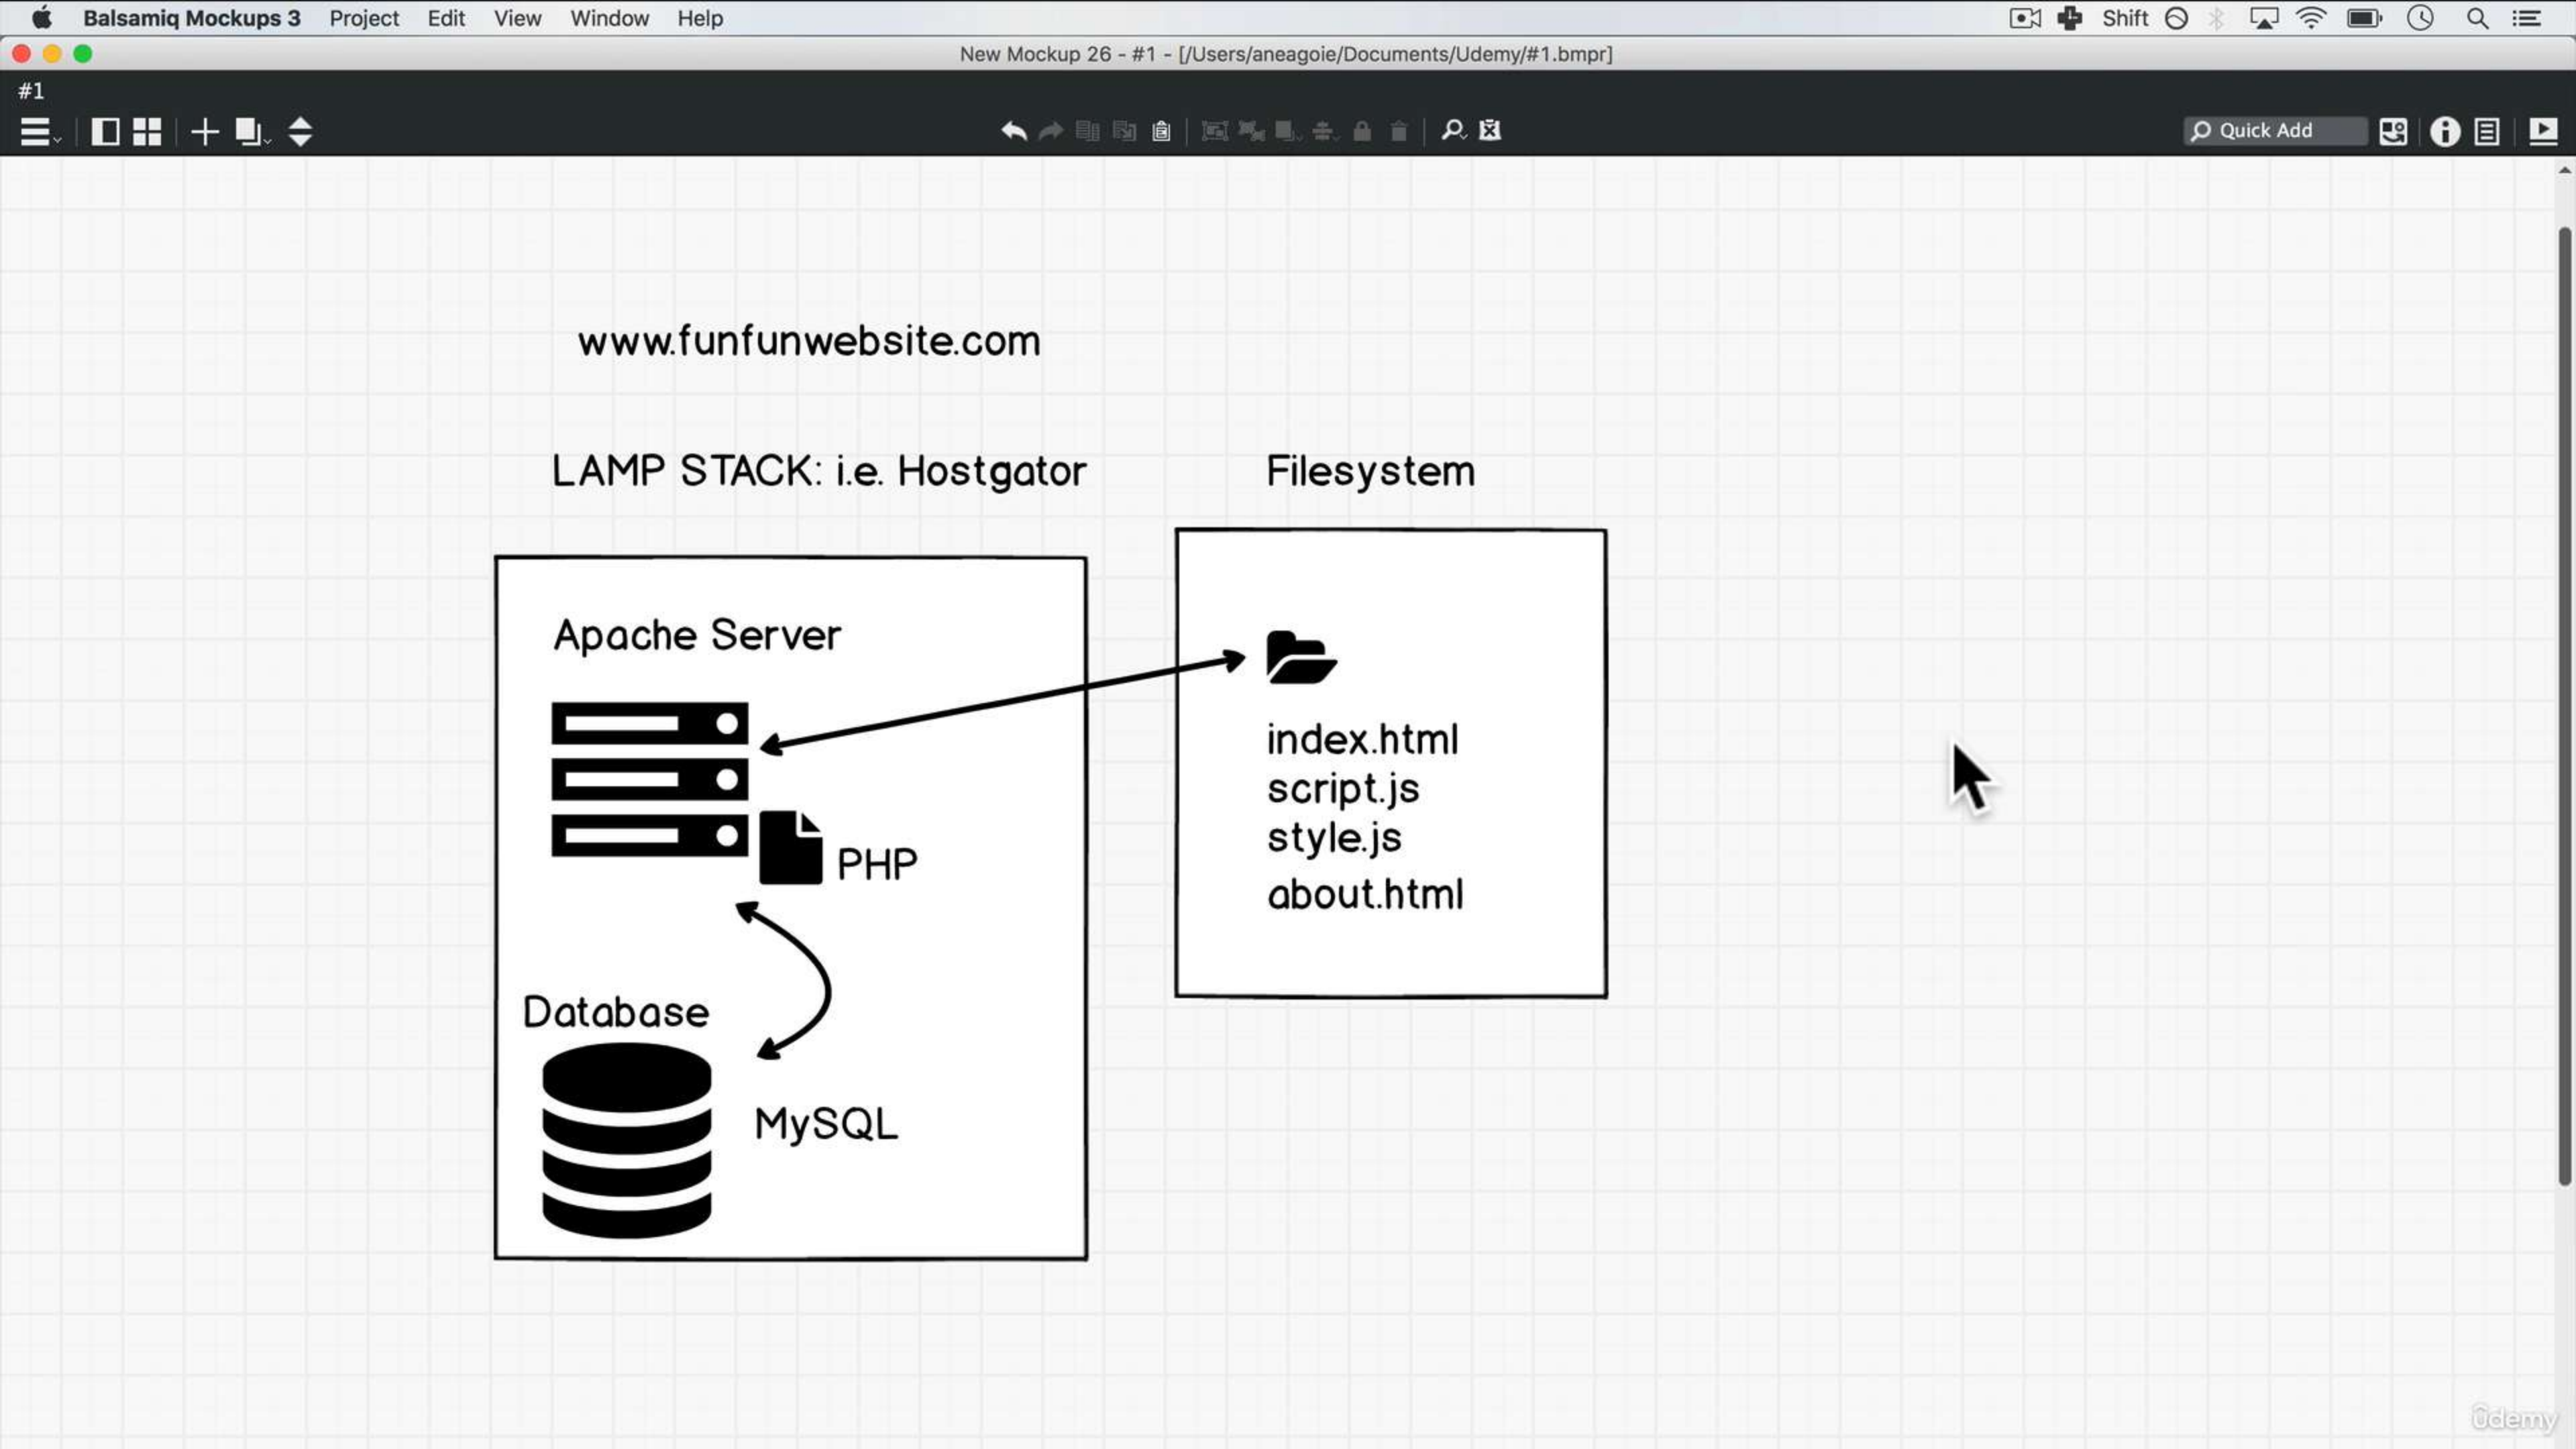 Balsamiq Mockups 3 Project Edit View Window Help Shift
New Mockup 26 - #1 - [/Users/aneagoie/Documents/Udemy/#1.bmpr]
#1
Quick Add
www.funfunwebsite.com
LAMP STACK: i.e. Hostgator
Filesystem
Apache Server
index.html
script.js
style.js
about.html
PHP
Database
MySQL
ûdemy